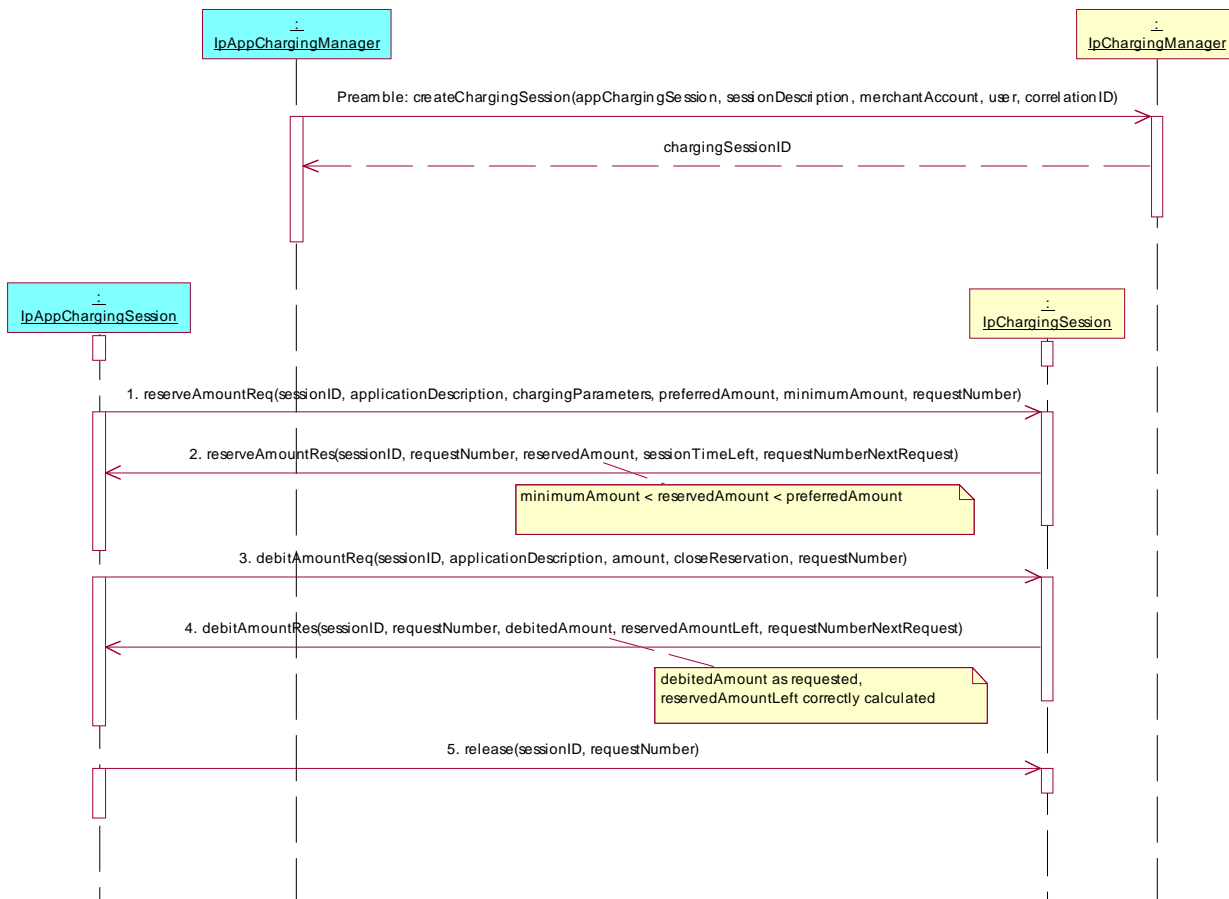 :
IpAppChargingManager
:
IpChargingManager
Preamble: createChargingSession(appChargingSession, sessionDescription, merchantAccount, user, correlationID)
chargingSessionID
:
IpAppChargingSession
:
IpChargingSession
1. reserveAmountReq(sessionID, applicationDescription, chargingParameters, preferredAmount, minimumAmount, requestNumber)
2. reserveAmountRes(sessionID, requestNumber, reservedAmount, sessionTimeLeft, requestNumberNextRequest)
minimumAmount < reservedAmount < preferredAmount
3. debitAmountReq(sessionID, applicationDescription, amount, closeReservation, requestNumber)
4. debitAmountRes(sessionID, requestNumber, debitedAmount, reservedAmountLeft, requestNumberNextRequest)
debitedAmount as requested,
reservedAmountLeft correctly calculated
5. release(sessionID, requestNumber)